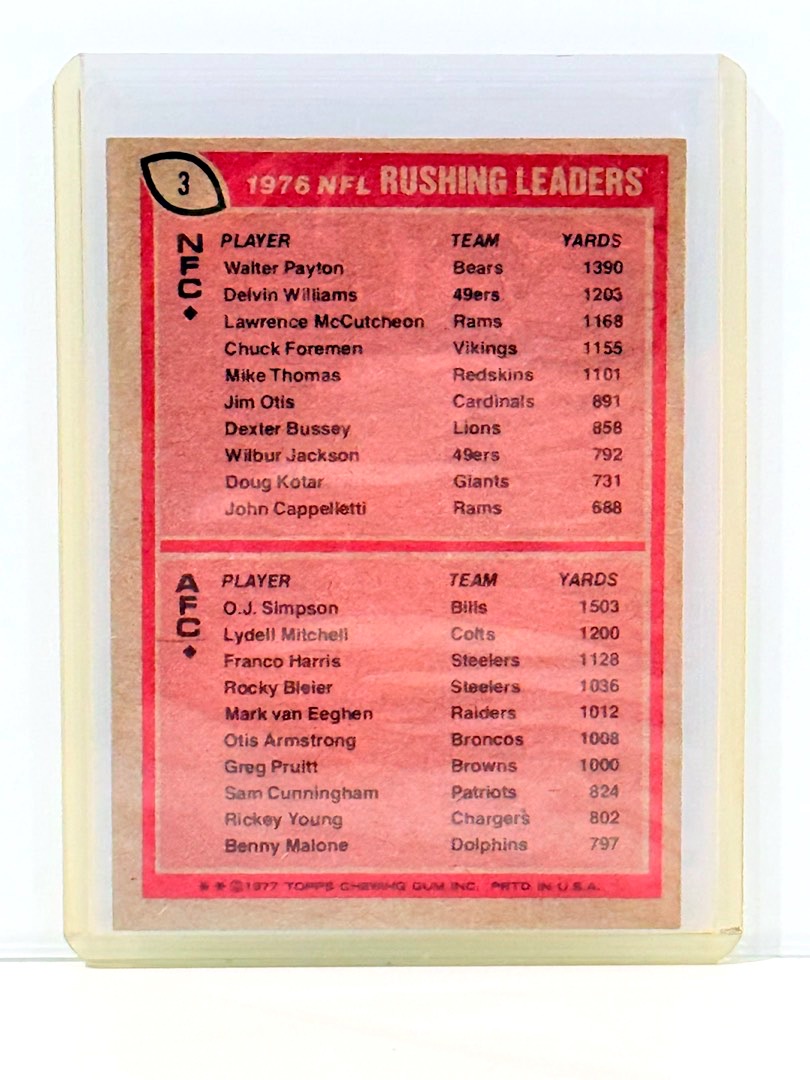 3
1976 NFL RUSHING LEADERS
NFC
PLAYER TEAM YARDS
Walter Payton Bears 1390
Delvin Williams 49ers 1203
Lawrence McCutcheon Rams 1168
Chuck Foremen Vikings 1155
Mike Thomas Redskins 1101
Jim Otis Cardinals 891
Dexter Bussey Lions 858
Wilbur Jackson 49ers 792
Doug Kotar Giants 731
John Cappelletti Rams 688
AFC
PLAYER TEAM YARDS
O.J. Simpson Bills 1503
Lydell Mitchell Colts 1200
Franco Harris Steelers 1128
Rocky Bleier Steelers 1036
Mark van Eeghen Raiders 1012
Otis Armstrong Broncos 1008
Greg Pruitt Browns 1000
Sam Cunningham Patriots 824
Rickey Young Chargers 802
Benny Malone Dolphins 797
* * ©1977 TOPPS CHEWING GUM INC. PRTD IN U.S.A.